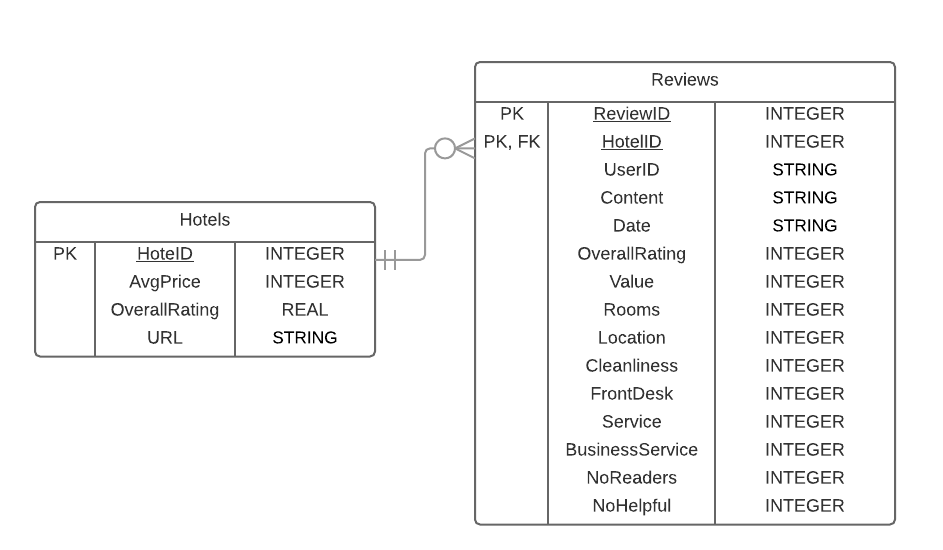 Reviews
PK ReviewID INTEGER
PK, FK HotelID INTEGER
UserID STRING
Content STRING
Date STRING
OverallRating INTEGER
Value INTEGER
Rooms INTEGER
Location INTEGER
Cleanliness INTEGER
FrontDesk INTEGER
Service INTEGER
BusinessService INTEGER
NoReaders INTEGER
NoHelpful INTEGER
Hotels
PK HotelD INTEGER
AvgPrice INTEGER
OverallRating REAL
URL STRING